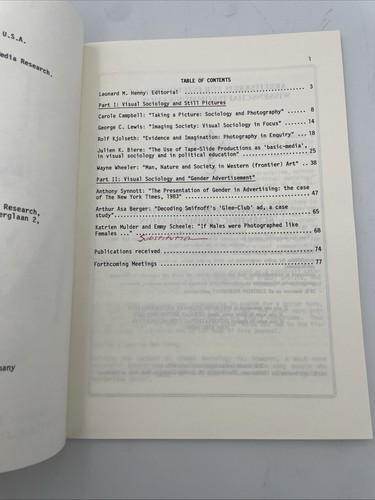 U.S.A.
edia Research,
Research,
erglaan 2,
many
1
TABLE OF CONTENTS
Leonard M. Henny: Editorial ........ 3
Part I: Visual Sociology and Still Pictures
Carole Campbell: "Taking a Picture: Sociology and Photography" ...... 8
George C. Lewis: "Imaging Society: Visual Sociology in Focus" ....... 14
Rolf Kjolseth: "Evidence and Imagination: Photography in Enquiry" ... 18
Julien K. Biere: "The Use of Tape-Slide Productions as 'basic-media',
in visual sociology and in political education" ........ 25
Wayne Wheeler: "Man, Nature and Society in Western (Frontier) Art" .. 38
Part II: Visual Sociology and "Gender Advertisement"
Anthony Synnott: "The Presentation of Gender in Advertising: the case
of The New York Times, 1983" ........ 47
Arthur Asa Berger: "Decoding Smifnoff's 'Glee-Club' ad, a case
study" ........ 65
Katrien Mulder and Emmy Scheele: "If Males were Photographed like
Females ..." ........ 68
Substitution
Publications received ........ 74
Forthcoming Meetings ........ 77